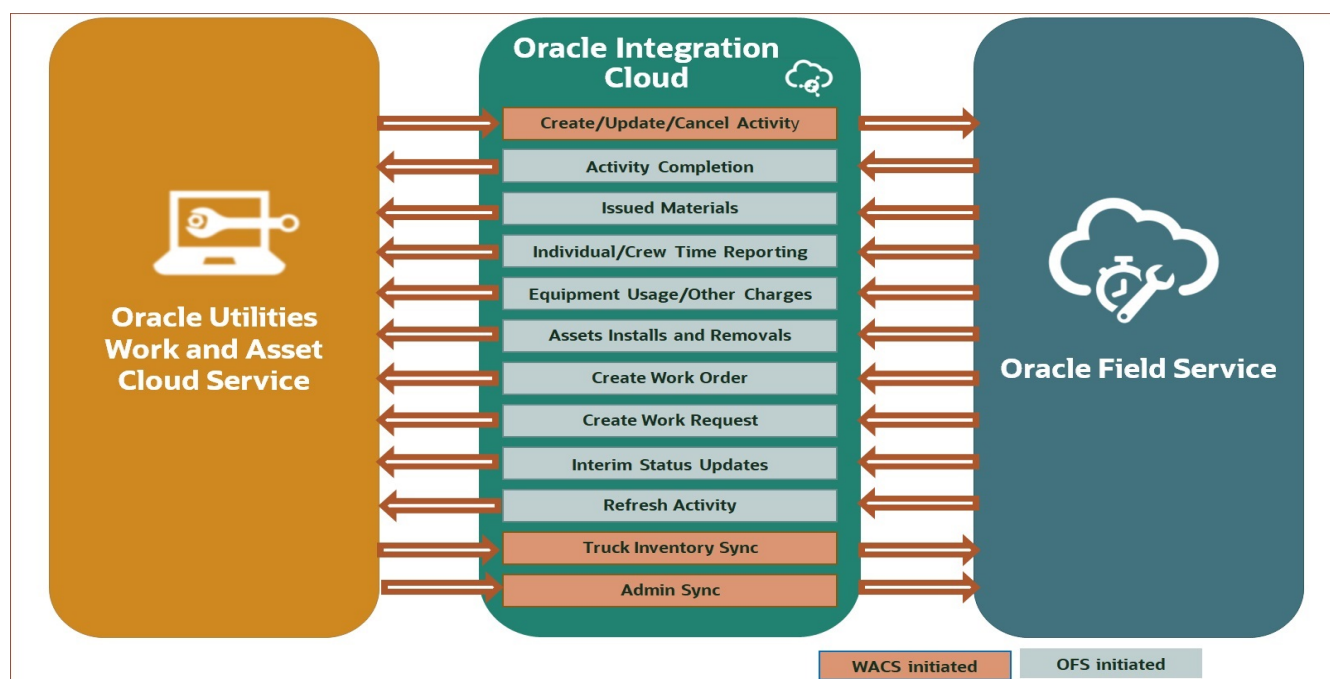 Oracle Integration
Cloud
Create/Update/Cancel Activity
Activity Completion
Issued Materials
Individual/Crew Time Reporting
Equipment Usage/Other Charges
Assets Installs and Removals
Create Work Order
Create Work Request
Interim Status Updates
Refresh Activity
Truck Inventory Sync
Admin Sync
Oracle Utilities
Work and Asset
Cloud Service
Oracle Field Service
WACS initiated
OFS initiated